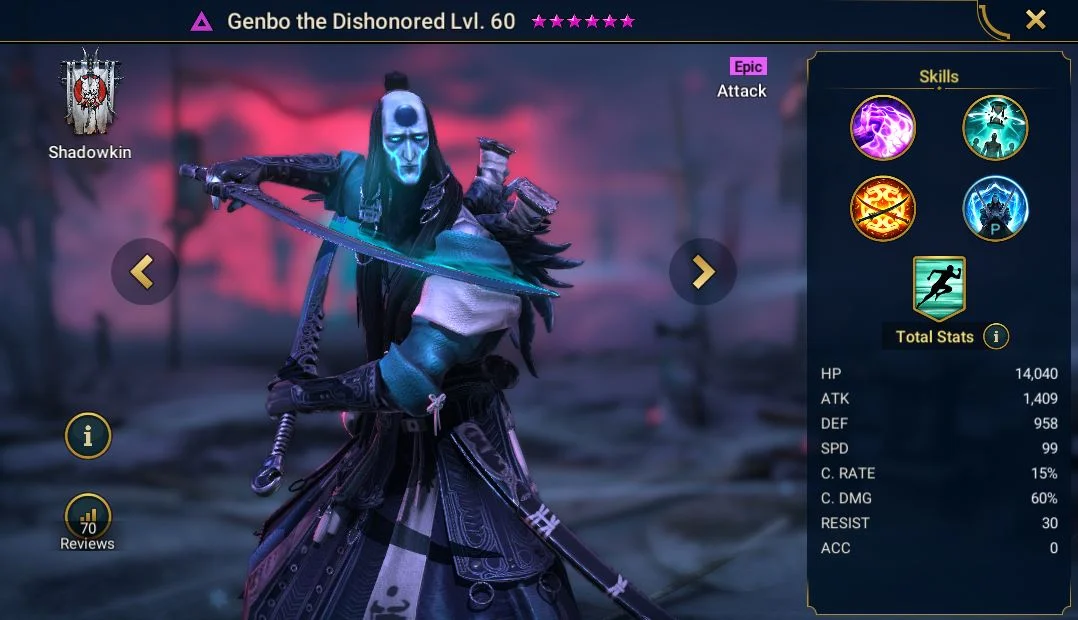 Genbo the Dishonored Lvl. 60
Epic
Attack
Shadowkin
70
Reviews
Skills
P
Total Stats
i
i
HP 14,040
ATK 1,409
DEF 958
SPD 99
C. RATE 15%
C. DMG 60%
RESIST 30
ACC 0